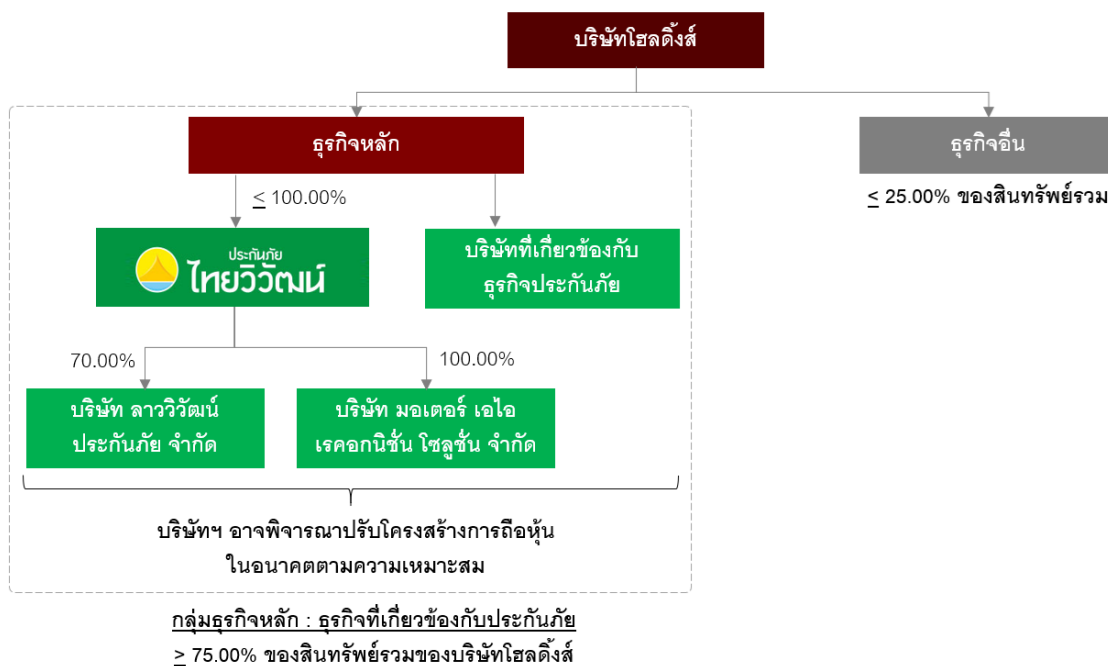 บริษัทโฮลดิ้งส์
ธุรกิจหลัก
ธุรกิจอื่น
≤ 100.00%
≤ 25.00% ของสินทรัพย์รวม
ประกันภัย
ไทยวิวัฒน์
บริษัทที่เกี่ยวข้องกับ
ธุรกิจประกันภัย
70.00%
100.00%
บริษัท ลาววิวัฒน์
ประกันภัย จำกัด
บริษัท มอเตอร์ เอไอ
เรคอกนิชั่น โซลูชั่น จำกัด
บริษัทฯ อาจพิจารณาปรับโครงสร้างการถือหุ้น
ในอนาคตตามความเหมาะสม
กลุ่มธุรกิจหลัก : ธุรกิจที่เกี่ยวข้องกับประกันภัย
≥ 75.00% ของสินทรัพย์รวมของบริษัทโฮลดิ้งส์